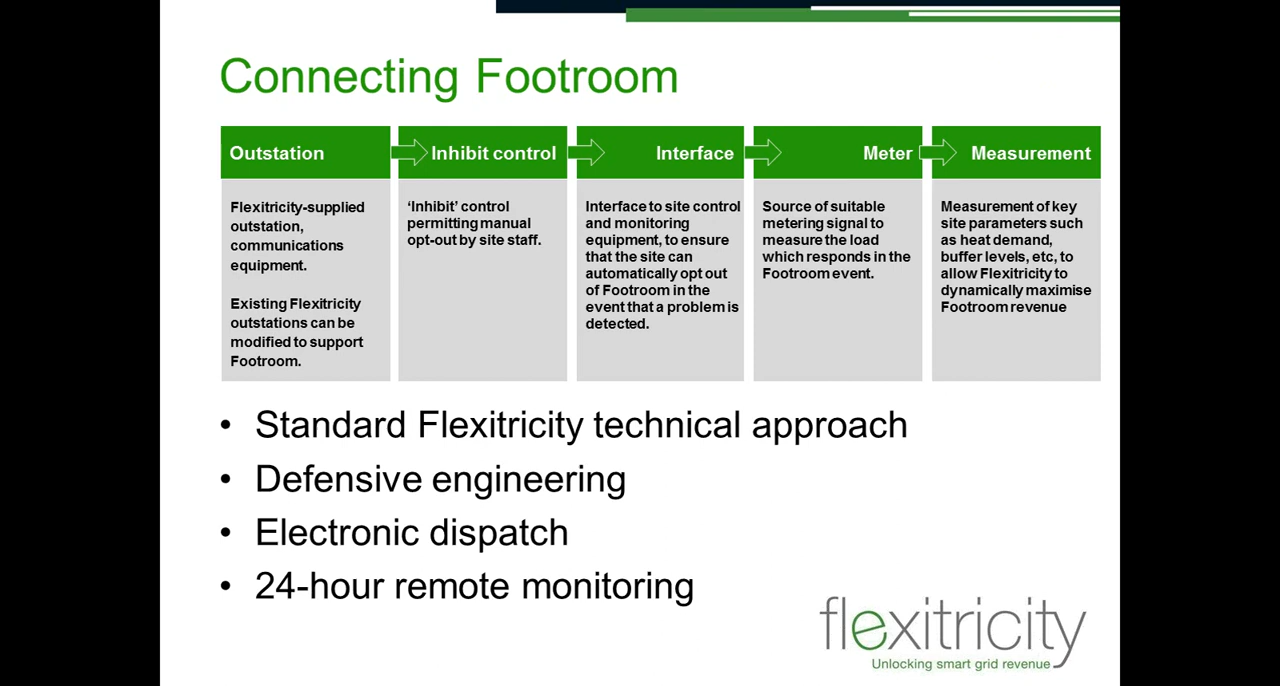 Connecting Footroom
Outstation
Inhibit control
Interface
Meter
Measurement
Flexitricity-supplied
outstation,
communications
equipment.
Existing Flexitricity
outstations can be
modified to support
Footroom.
‘Inhibit’ control
permitting manual
opt-out by site staff.
Interface to site control
and monitoring
equipment, to ensure
that the site can
automatically opt out
of Footroom in the
event that a problem is
detected.
Source of suitable
metering signal to
measure the load
which responds in the
Footroom event.
Measurement of key
site parameters such
as heat demand,
buffer levels, etc, to
allow Flexitricity to
dynamically maximise
Footroom revenue
• Standard Flexitricity technical approach
• Defensive engineering
• Electronic dispatch
• 24-hour remote monitoring
flexitricity
Unlocking smart grid revenue